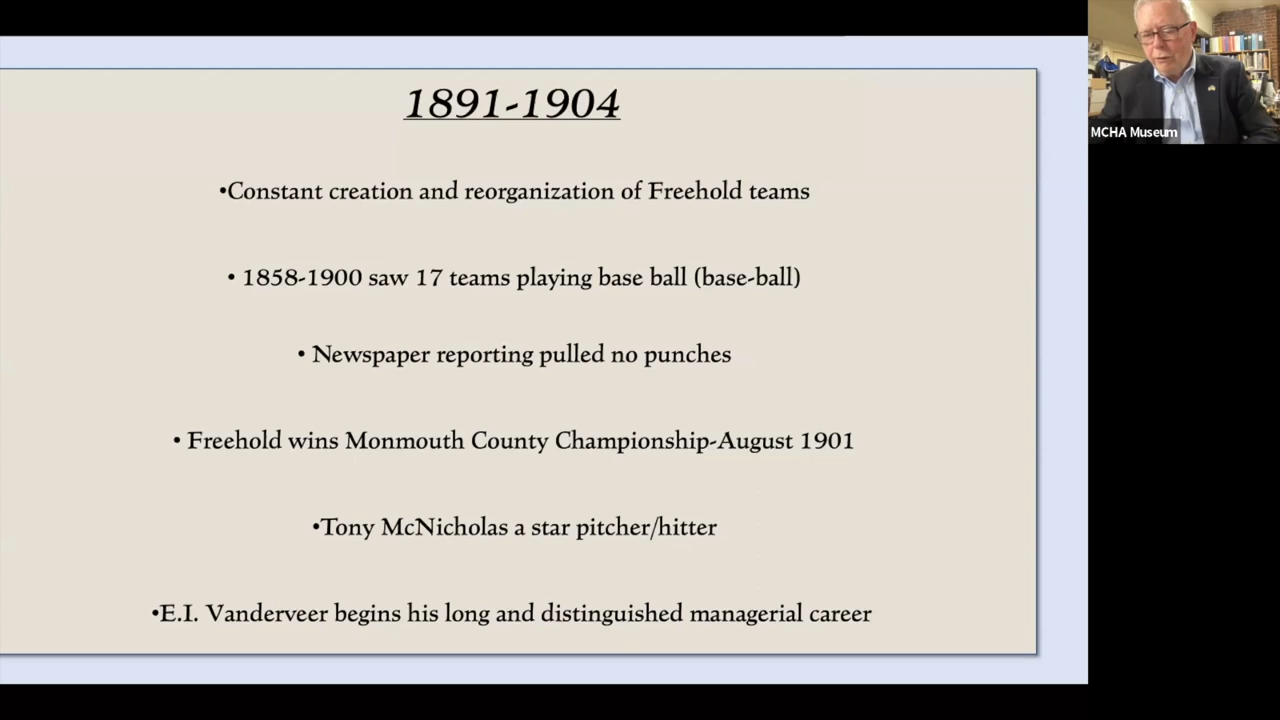 1891-1904
•Constant creation and reorganization of Freehold teams
• 1858-1900 saw 17 teams playing base ball (base-ball)
• Newspaper reporting pulled no punches
• Freehold wins Monmouth County Championship-August 1901
•Tony McNicholas a star pitcher/hitter
•E.I. Vanderveer begins his long and distinguished managerial career
MCHA Museum